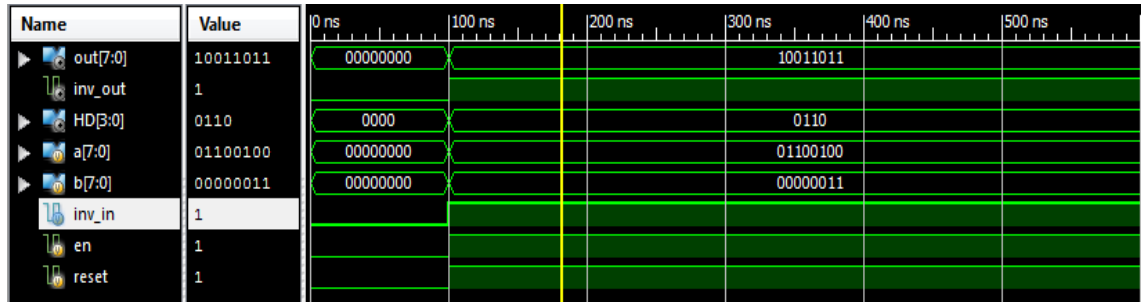 Name Value 0 ns 100 ns 200 ns 300 ns 400 ns 500 ns
out[7:0] 10011011 00000000 10011011
inv_out 1
HD[3:0] 0110 0000 0110
a[7:0] 01100100 00000000 01100100
b[7:0] 00000011 00000000 00000011
inv_in 1
en 1
reset 1